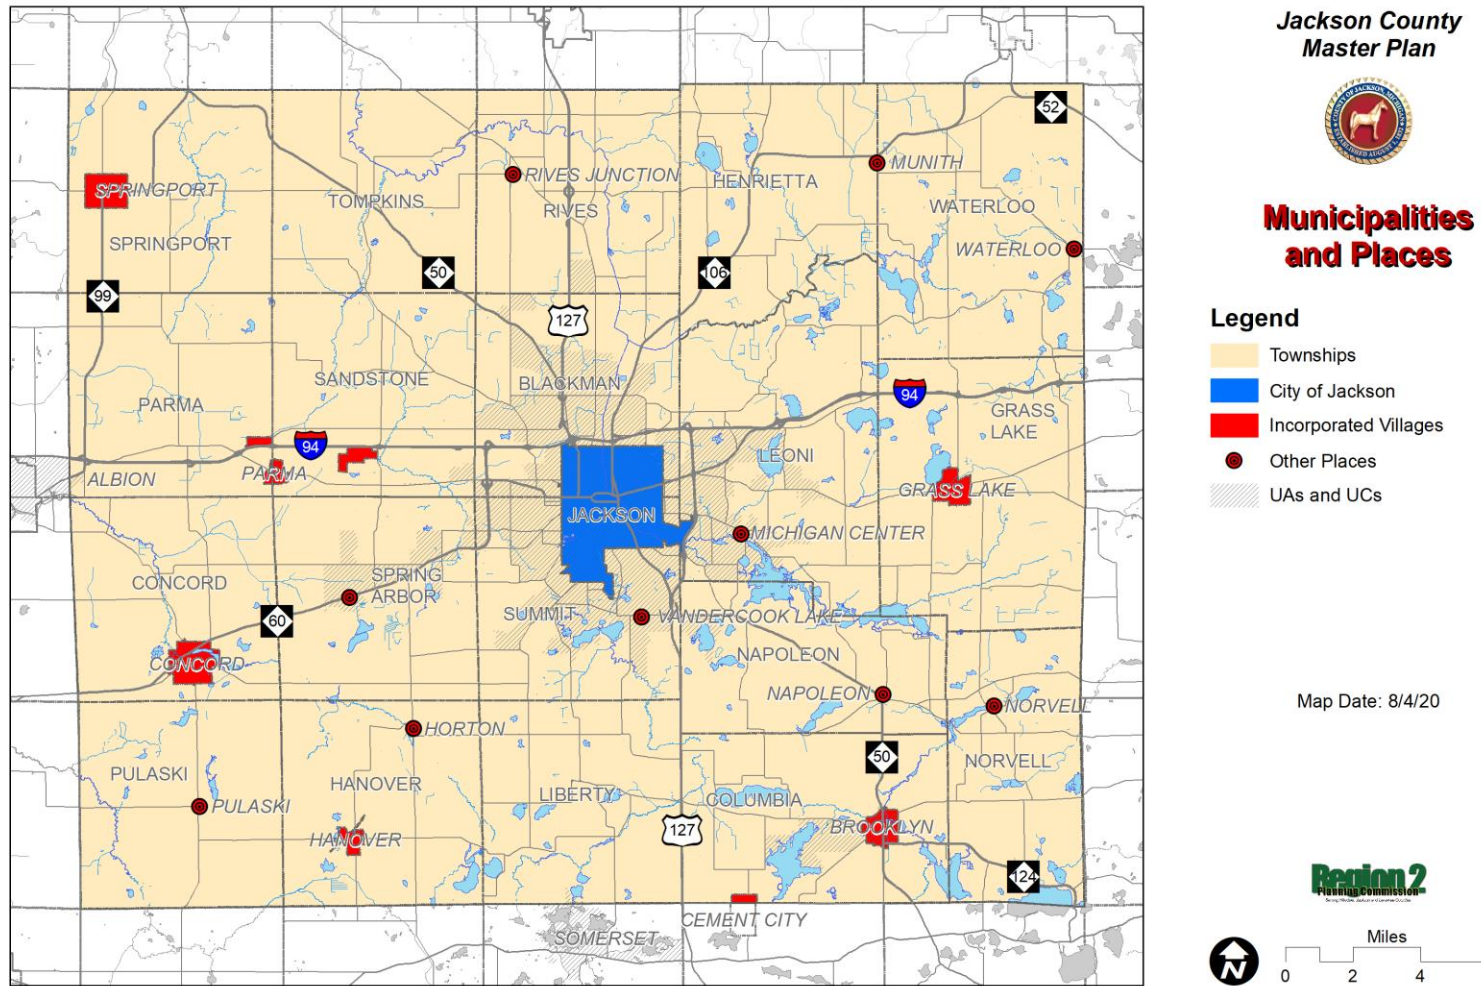 Jackson County
Master Plan
COUNTY OF JACKSON, MICHIGAN
Municipalities
and Places
Legend
Townships
City of Jackson
Incorporated Villages
Other Places
UAs and UCs
Map Date: 8/4/20
Region 2
Planning Commission
Miles
0 2 4
N
52
MUNITH
RIVES JUNCTION
HENRIETTA
SPRINGPORT
TOMPKINS
RIVES
WATERLOO
SPRINGPORT
WATERLOO
50
106
99
127
SANDSTONE
BLACKMAN
94
PARMA
GRASS
LAKE
94
LEONI
ALBION
PARMA
GRASS LAKE
JACKSON
MICHIGAN CENTER
CONCORD
SPRING
ARBOR
60
SUMMIT
VANDERCOOK LAKE
CONCORD
NAPOLEON
NAPOLEON
NORVELL
HORTON
50
NORVELL
PULASKI
HANOVER
LIBERTY
COLUMBIA
PULASKI
127
BROOKLYN
HANOVER
124
CEMENT CITY
SOMERSET